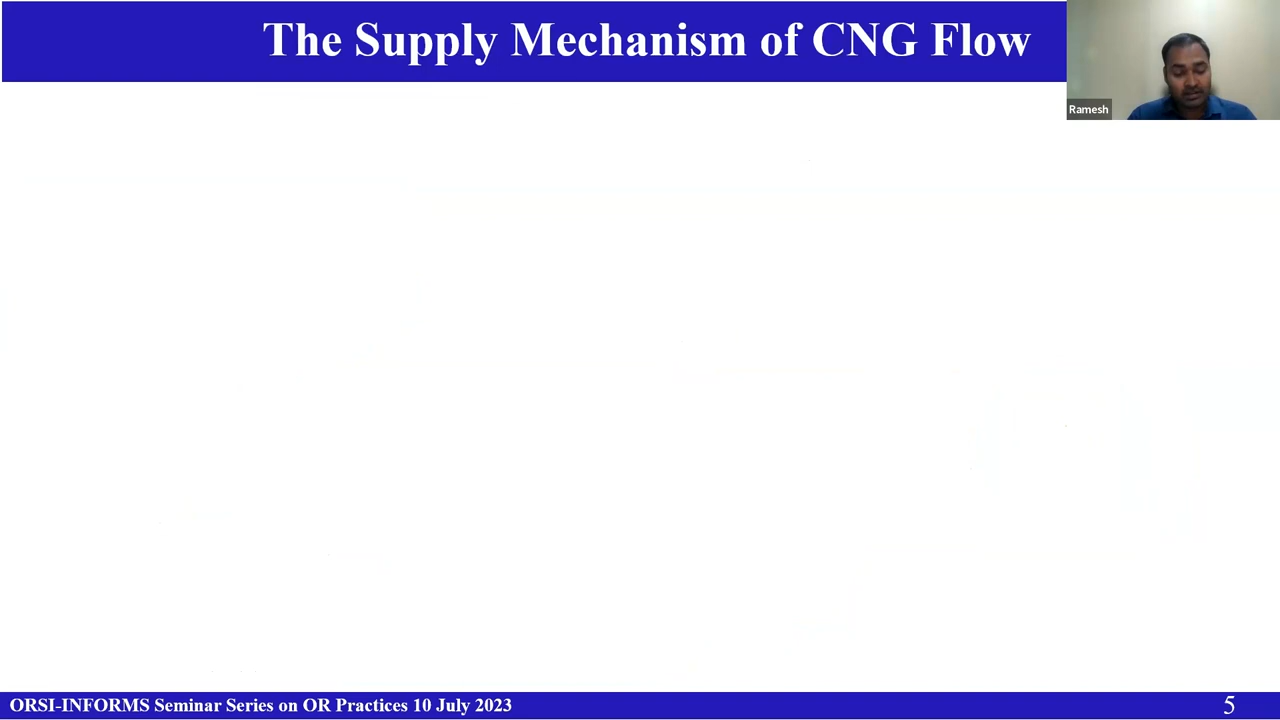 The Supply Mechanism of CNG Flow
Ramesh
ORSI-INFORMS Seminar Series on OR Practices 10 July 2023
5